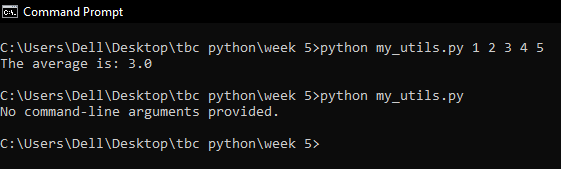 Command Prompt
C:\Users\Dell\Desktop\tbc python\week 5>python my_utils.py 1 2 3 4 5
The average is: 3.0
C:\Users\Dell\Desktop\tbc python\week 5>python my_utils.py
No command-line arguments provided.
C:\Users\Dell\Desktop\tbc python\week 5>